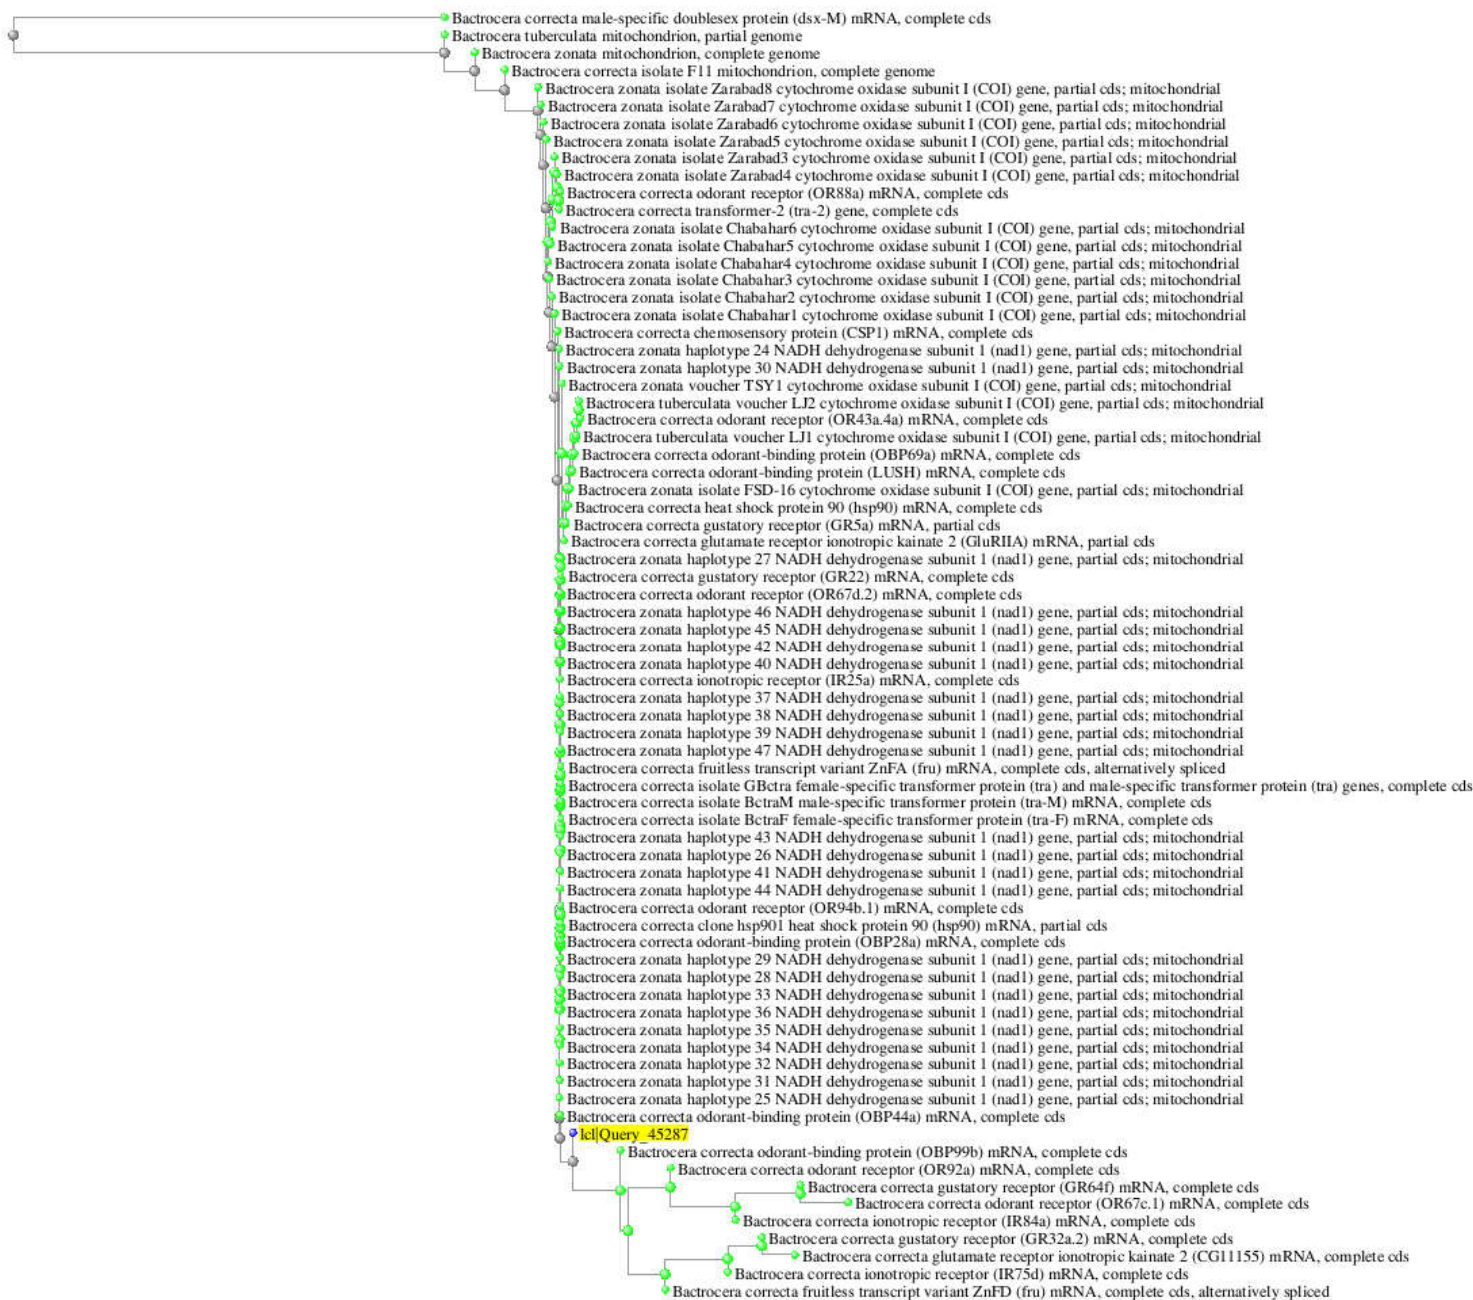 Bactrocera correcta male-specific doublesex protein (dsx-M) mRNA, complete cds
Bactrocera tuberculata mitochondrion, partial genome
Bactrocera zonata mitochondrion, complete genome
Bactrocera correcta isolate F11 mitochondrion, complete genome
Bactrocera zonata isolate Zarabad8 cytochrome oxidase subunit I (COI) gene, partial cds; mitochondrial
Bactrocera zonata isolate Zarabad7 cytochrome oxidase subunit I (COI) gene, partial cds; mitochondrial
Bactrocera zonata isolate Zarabad6 cytochrome oxidase subunit I (COI) gene, partial cds; mitochondrial
Bactrocera zonata isolate Zarabad5 cytochrome oxidase subunit I (COI) gene, partial cds; mitochondrial
Bactrocera zonata isolate Zarabad3 cytochrome oxidase subunit I (COI) gene, partial cds; mitochondrial
Bactrocera zonata isolate Zarabad4 cytochrome oxidase subunit I (COI) gene, partial cds; mitochondrial
Bactrocera correcta odorant receptor (OR88a) mRNA, complete cds
Bactrocera correcta transformer-2 (tra-2) gene, complete cds
Bactrocera zonata isolate Chabahar6 cytochrome oxidase subunit I (COI) gene, partial cds; mitochondrial
Bactrocera zonata isolate Chabahar5 cytochrome oxidase subunit I (COI) gene, partial cds; mitochondrial
Bactrocera zonata isolate Chabahar4 cytochrome oxidase subunit I (COI) gene, partial cds; mitochondrial
Bactrocera zonata isolate Chabahar3 cytochrome oxidase subunit I (COI) gene, partial cds; mitochondrial
Bactrocera zonata isolate Chabahar2 cytochrome oxidase subunit I (COI) gene, partial cds; mitochondrial
Bactrocera zonata isolate Chabahar1 cytochrome oxidase subunit I (COI) gene, partial cds; mitochondrial
Bactrocera correcta chemosensory protein (CSP1) mRNA, complete cds
Bactrocera zonata haplotype 24 NADH dehydrogenase subunit 1 (nad1) gene, partial cds; mitochondrial
Bactrocera zonata haplotype 30 NADH dehydrogenase subunit 1 (nad1) gene, partial cds; mitochondrial
Bactrocera zonata voucher TSY1 cytochrome oxidase subunit I (COI) gene, partial cds; mitochondrial
Bactrocera tuberculata voucher LJ2 cytochrome oxidase subunit I (COI) gene, partial cds; mitochondrial
Bactrocera correcta odorant receptor (OR43a.4a) mRNA, complete cds
Bactrocera tuberculata voucher LJ1 cytochrome oxidase subunit I (COI) gene, partial cds; mitochondrial
Bactrocera correcta odorant-binding protein (OBP69a) mRNA, complete cds
Bactrocera correcta odorant-binding protein (LUSH) mRNA, complete cds
Bactrocera zonata isolate FSD-16 cytochrome oxidase subunit I (COI) gene, partial cds; mitochondrial
Bactrocera correcta heat shock protein 90 (hsp90) mRNA, complete cds
Bactrocera correcta gustatory receptor (GR5a) mRNA, partial cds
Bactrocera correcta glutamate receptor ionotropic kainate 2 (GluRIIA) mRNA, partial cds
Bactrocera zonata haplotype 27 NADH dehydrogenase subunit 1 (nad1) gene, partial cds; mitochondrial
Bactrocera correcta gustatory receptor (GR22) mRNA, complete cds
Bactrocera correcta odorant receptor (OR67d.2) mRNA, complete cds
Bactrocera zonata haplotype 46 NADH dehydrogenase subunit 1 (nad1) gene, partial cds; mitochondrial
Bactrocera zonata haplotype 45 NADH dehydrogenase subunit 1 (nad1) gene, partial cds; mitochondrial
Bactrocera zonata haplotype 42 NADH dehydrogenase subunit 1 (nad1) gene, partial cds; mitochondrial
Bactrocera zonata haplotype 40 NADH dehydrogenase subunit 1 (nad1) gene, partial cds; mitochondrial
Bactrocera correcta ionotropic receptor (IR25a) mRNA, complete cds
Bactrocera zonata haplotype 37 NADH dehydrogenase subunit 1 (nad1) gene, partial cds; mitochondrial
Bactrocera zonata haplotype 38 NADH dehydrogenase subunit 1 (nad1) gene, partial cds; mitochondrial
Bactrocera zonata haplotype 39 NADH dehydrogenase subunit 1 (nad1) gene, partial cds; mitochondrial
Bactrocera zonata haplotype 47 NADH dehydrogenase subunit 1 (nad1) gene, partial cds; mitochondrial
Bactrocera correcta fruitless transcript variant ZnFA (fru) mRNA, complete cds, alternatively spliced
Bactrocera correcta isolate GBctra female-specific transformer protein (tra) and male-specific transformer protein (tra) genes, complete cds
Bactrocera correcta isolate BctraM male-specific transformer protein (tra-M) mRNA, complete cds
Bactrocera correcta isolate BctraF female-specific transformer protein (tra-F) mRNA, complete cds
Bactrocera zonata haplotype 43 NADH dehydrogenase subunit 1 (nad1) gene, partial cds; mitochondrial
Bactrocera zonata haplotype 26 NADH dehydrogenase subunit 1 (nad1) gene, partial cds; mitochondrial
Bactrocera zonata haplotype 41 NADH dehydrogenase subunit 1 (nad1) gene, partial cds; mitochondrial
Bactrocera zonata haplotype 44 NADH dehydrogenase subunit 1 (nad1) gene, partial cds; mitochondrial
Bactrocera correcta odorant receptor (OR94b.1) mRNA, complete cds
Bactrocera correcta clone hsp901 heat shock protein 90 (hsp90) mRNA, partial cds
Bactrocera correcta odorant-binding protein (OBP28a) mRNA, complete cds
Bactrocera zonata haplotype 29 NADH dehydrogenase subunit 1 (nad1) gene, partial cds; mitochondrial
Bactrocera zonata haplotype 28 NADH dehydrogenase subunit 1 (nad1) gene, partial cds; mitochondrial
Bactrocera zonata haplotype 33 NADH dehydrogenase subunit 1 (nad1) gene, partial cds; mitochondrial
Bactrocera zonata haplotype 36 NADH dehydrogenase subunit 1 (nad1) gene, partial cds; mitochondrial
Bactrocera zonata haplotype 35 NADH dehydrogenase subunit 1 (nad1) gene, partial cds; mitochondrial
Bactrocera zonata haplotype 34 NADH dehydrogenase subunit 1 (nad1) gene, partial cds; mitochondrial
Bactrocera zonata haplotype 32 NADH dehydrogenase subunit 1 (nad1) gene, partial cds; mitochondrial
Bactrocera zonata haplotype 31 NADH dehydrogenase subunit 1 (nad1) gene, partial cds; mitochondrial
Bactrocera zonata haplotype 25 NADH dehydrogenase subunit 1 (nad1) gene, partial cds; mitochondrial
Bactrocera correcta odorant-binding protein (OBP44a) mRNA, complete cds
lcl|Query_45287
Bactrocera correcta odorant-binding protein (OBP99b) mRNA, complete cds
Bactrocera correcta odorant receptor (OR92a) mRNA, complete cds
Bactrocera correcta gustatory receptor (GR64f) mRNA, complete cds
Bactrocera correcta odorant receptor (OR67c.1) mRNA, complete cds
Bactrocera correcta ionotropic receptor (IR84a) mRNA, complete cds
Bactrocera correcta gustatory receptor (GR32a.2) mRNA, complete cds
Bactrocera correcta glutamate receptor ionotropic kainate 2 (CG11155) mRNA, complete cds
Bactrocera correcta ionotropic receptor (IR75d) mRNA, complete cds
Bactrocera correcta fruitless transcript variant ZnFD (fru) mRNA, complete cds, alternatively spliced